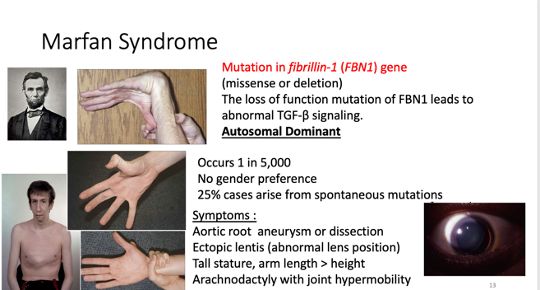 Marfan Syndrome
Mutation in fibrillin-1 (FBN1) gene
(missense or deletion)
The loss of function mutation of FBN1 leads to
abnormal TGF-β signaling.
Autosomal Dominant
Occurs 1 in 5,000
No gender preference
25% cases arise from spontaneous mutations
Symptoms :
Aortic root aneurysm or dissection
Ectopic lentis (abnormal lens position)
Tall stature, arm length > height
Arachnodactyly with joint hypermobility
13